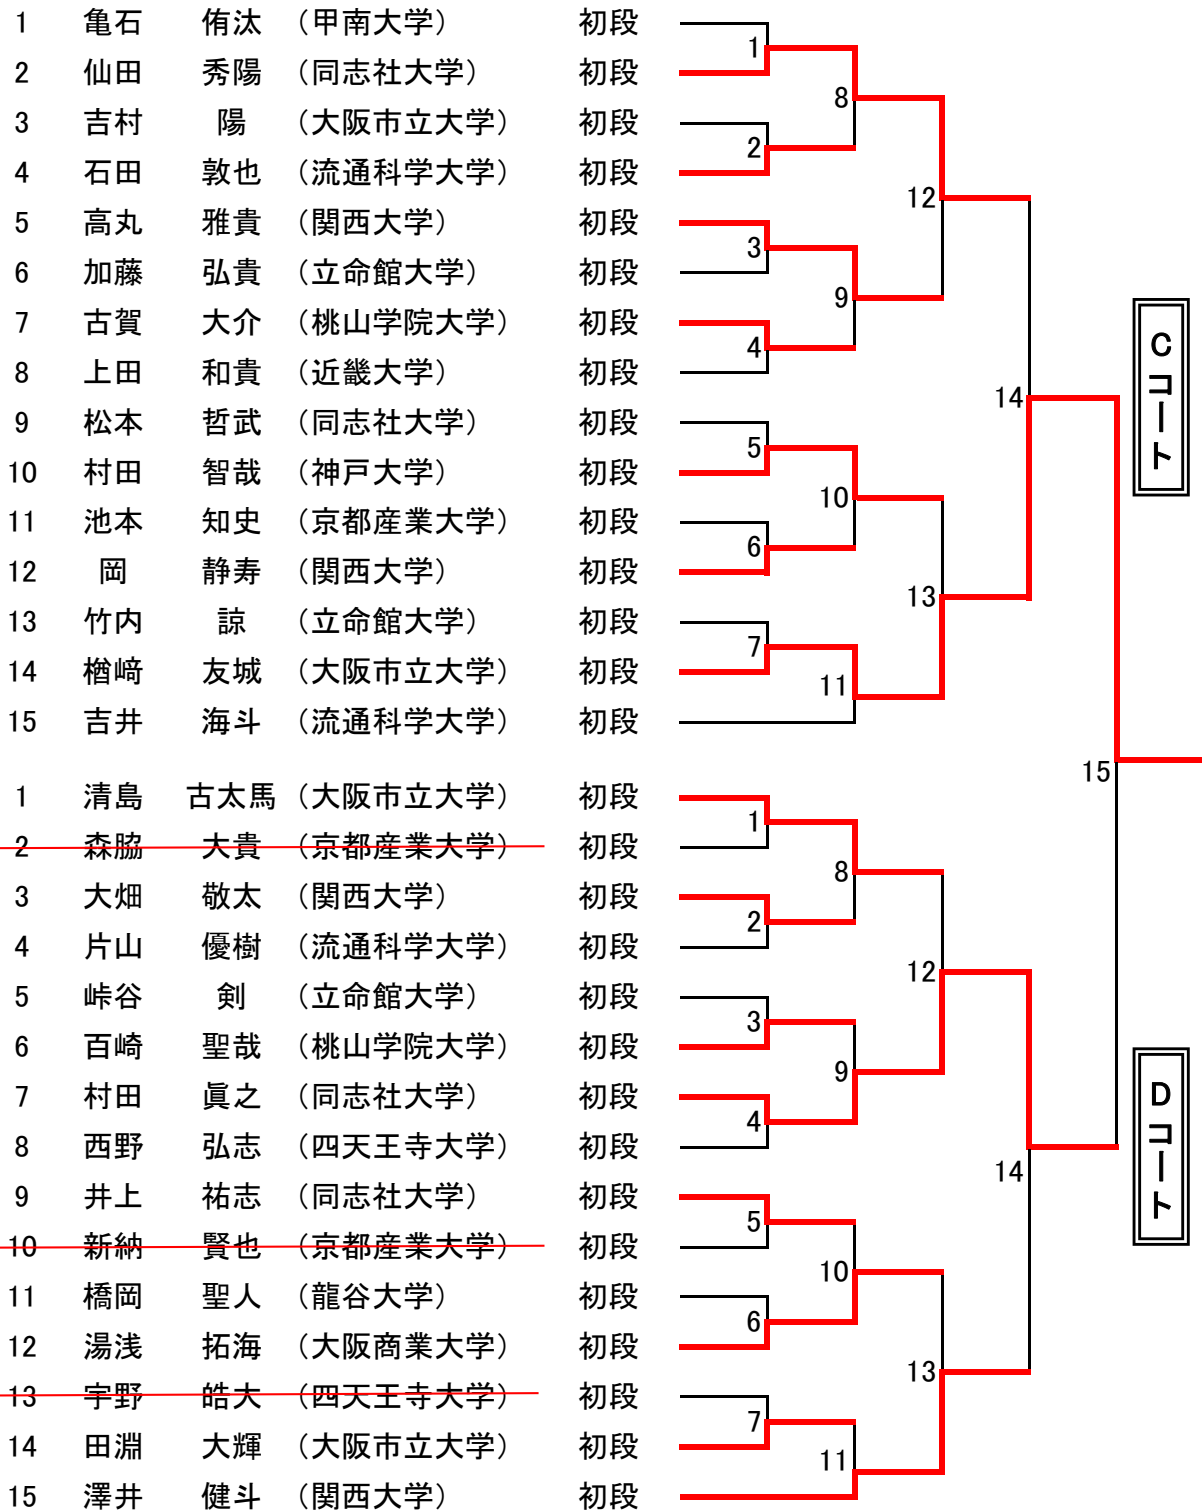 1 亀石 侑汰 （甲南大学） 初段
2 仙田 秀陽 （同志社大学） 初段
3 吉村 陽 （大阪市立大学） 初段
4 石田 敦也 （流通科学大学） 初段
5 高丸 雅貴 （関西大学） 初段
6 加藤 弘貴 （立命館大学） 初段
7 古賀 大介 （桃山学院大学） 初段
8 上田 和貴 （近畿大学） 初段
9 松本 哲武 （同志社大学） 初段
10 村田 智哉 （神戸大学） 初段
11 池本 知史 （京都産業大学） 初段
12 岡 静寿 （関西大学） 初段
13 竹内 諒 （立命館大学） 初段
14 楢﨑 友城 （大阪市立大学） 初段
15 吉井 海斗 （流通科学大学） 初段
1
2
3
4
5
6
7
8
9
10
11
12
13
14
Cコート
15
1 清島 古太馬 （大阪市立大学） 初段
2 森脇 大貴 （京都産業大学） 初段
3 大畑 敬太 （関西大学） 初段
4 片山 優樹 （流通科学大学） 初段
5 峠谷 剣 （立命館大学） 初段
6 百崎 聖哉 （桃山学院大学） 初段
7 村田 眞之 （同志社大学） 初段
8 西野 弘志 （四天王寺大学） 初段
9 井上 祐志 （同志社大学） 初段
10 新納 賢也 （京都産業大学） 初段
11 橋岡 聖人 （龍谷大学） 初段
12 湯浅 拓海 （大阪商業大学） 初段
13 宇野 皓大 （四天王寺大学） 初段
14 田淵 大輝 （大阪市立大学） 初段
15 澤井 健斗 （関西大学） 初段
1
2
3
4
5
6
7
8
9
10
11
12
13
14
Dコート